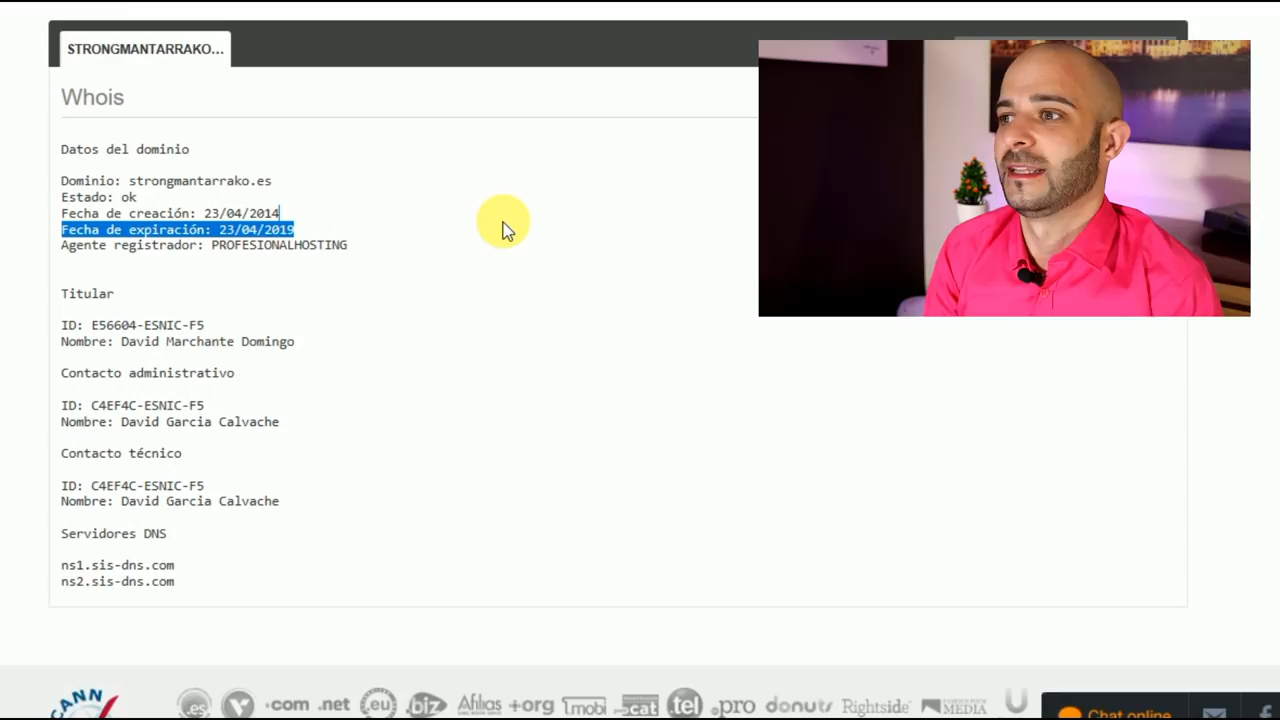 STRONGMANTARRAKO...
Whois
Datos del dominio
Dominio: strongmantarrako.es
Estado: ok
Fecha de creación: 23/04/2014
Fecha de expiración: 23/04/2019
Agente registrador: PROFESIONALHOSTING
Titular
ID: E56604-ESNIC-F5
Nombre: David Marchante Domingo
Contacto administrativo
ID: C4EF4C-ESNIC-F5
Nombre: David Garcia Calvache
Contacto técnico
ID: C4EF4C-ESNIC-F5
Nombre: David Garcia Calvache
Servidores DNS
ns1.sis-dns.com
ns2.sis-dns.com
CANN .es .com .net .eu .biz Afilias .org mobi .cat tel .pro donuts Rightside MEDIA
Chat online